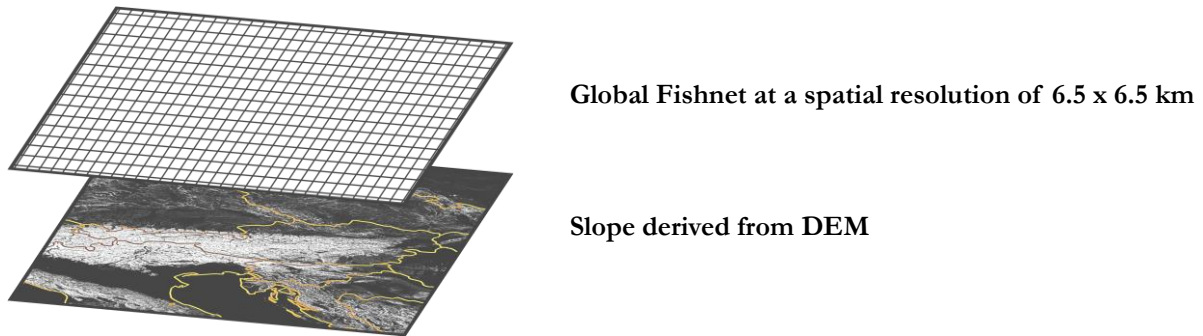 Global Fishnet at a spatial resolution of 6.5 x 6.5 km
Slope derived from DEM